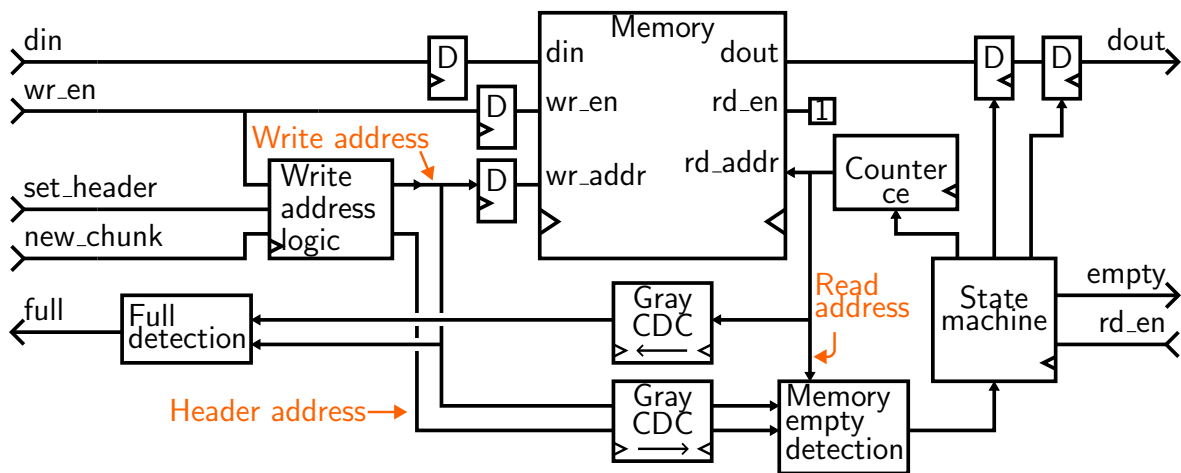 din
wr_en
set_header
new_chunk
full
Write address
Write
address
logic
Full
detection
Header address
D
D
D
Memory
din
wr_en
wr_addr
dout
rd_en
rd_addr
1
Counter
ce
D
D
dout
Gray
CDC
Read
address
State
machine
empty
rd_en
Gray
CDC
Memory
empty
detection